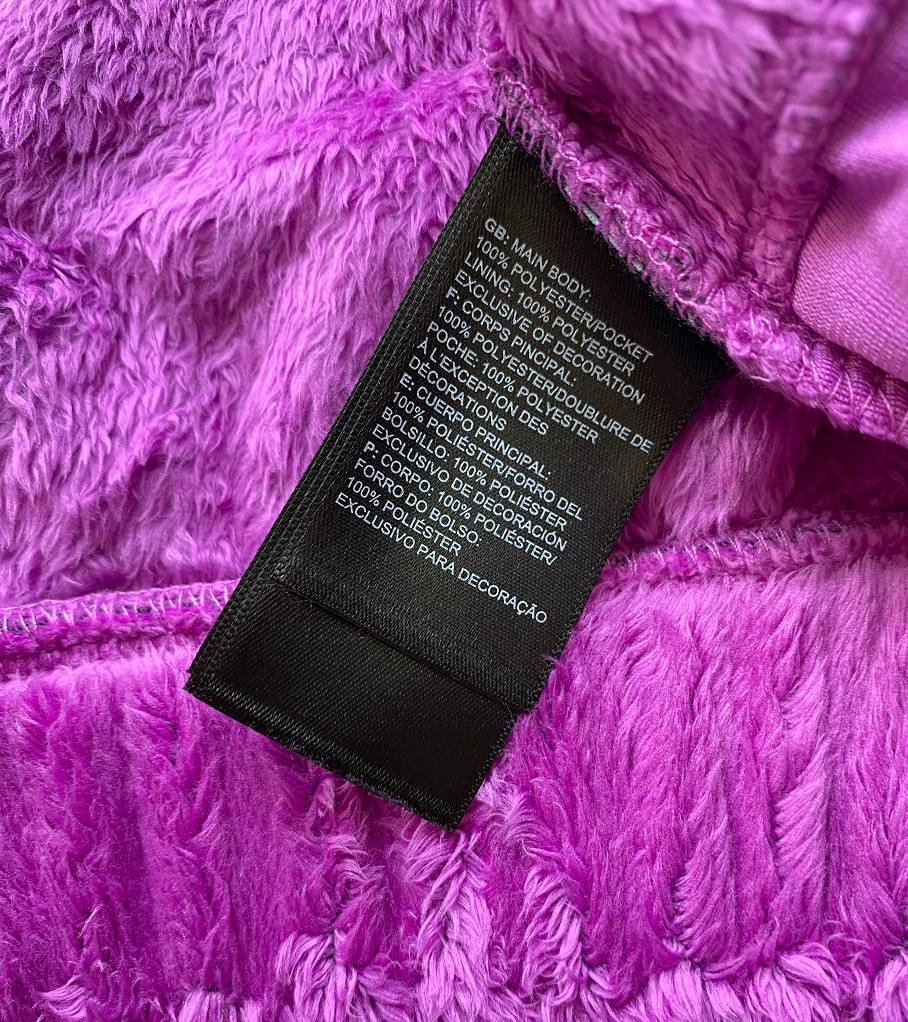 GB: MAIN BODY:
100% POLYESTER/POCKET
LINING: 100% POLYESTER
EXCLUSIVE OF DECORATION
F: CORPS PINCIPAL:
100% POLYESTER/DOUBLURE DE
POCHE: 100% POLYESTER
À L'EXCEPTION DES
DÉCORATIONS
E: CUERPO PRINCIPAL:
100% POLIÉSTER/FORRO DEL
BOLSILLO: 100% POLIÉSTER
EXCLUSIVO DE DECORACIÓN
P: CORPO: 100% POLIÉSTER/
FORRO DO BOLSO:
100% POLIÉSTER
EXCLUSIVO PARA DECORAÇÃO